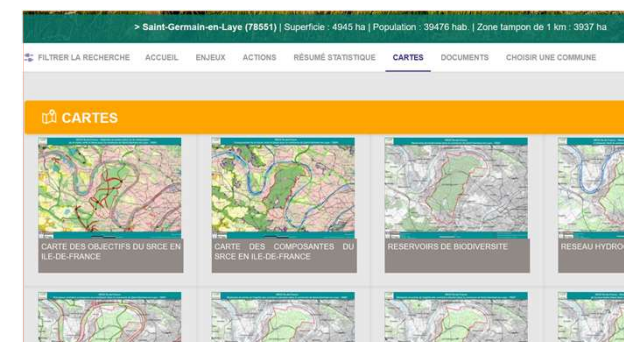 > Saint-Germain-en-Laye (78551) | Superficie : 4945 ha | Population : 39476 hab. | Zone tampon de 1 km : 3937 ha
FILTRER LA RECHERCHE ACCUEIL ENJEUX ACTIONS RÉSUMÉ STATISTIQUE CARTES DOCUMENTS CHOISIR UNE COMMUNE
CARTES
CARTE DES OBJECTIFS DU SRCE EN
ILE-DE-FRANCE
CARTE DES COMPOSANTES DU
SRCE EN ILE-DE-FRANCE
RESERVOIRS DE BIODIVERSITE
RESEAU HYDRO